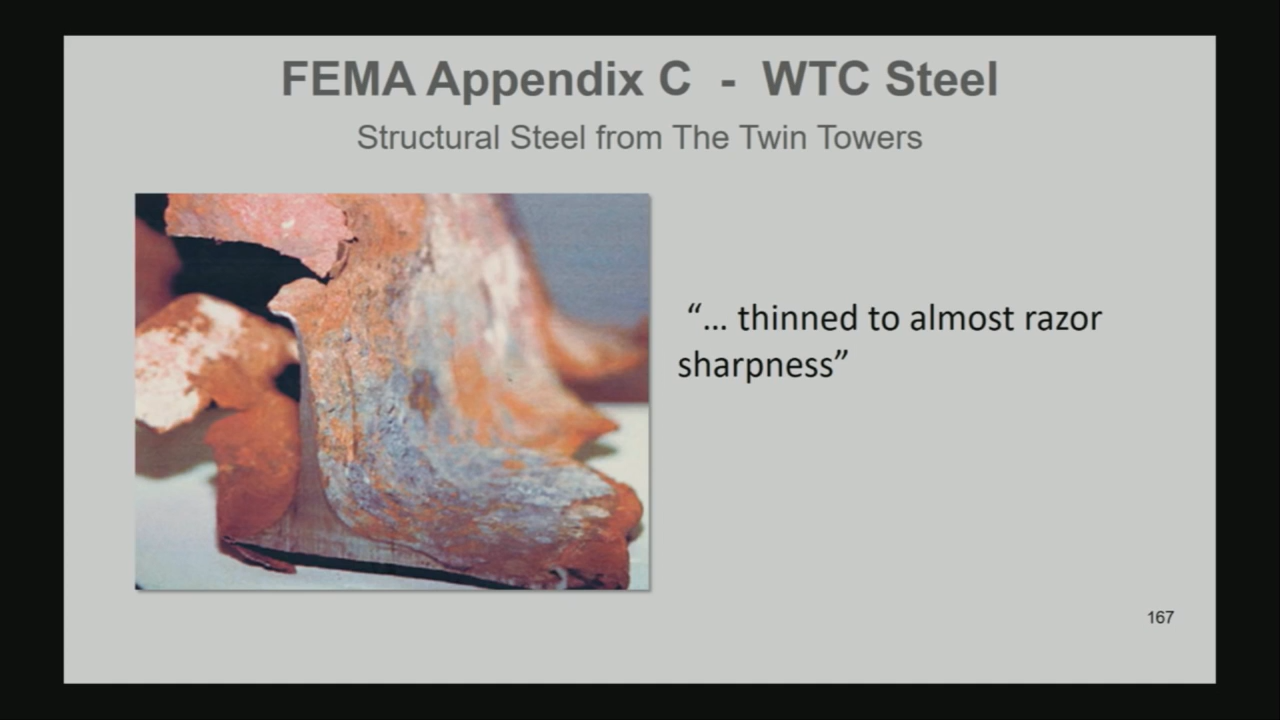 FEMA Appendix C - WTC Steel
Structural Steel from The Twin Towers
“... thinned to almost razor
sharpness”
167